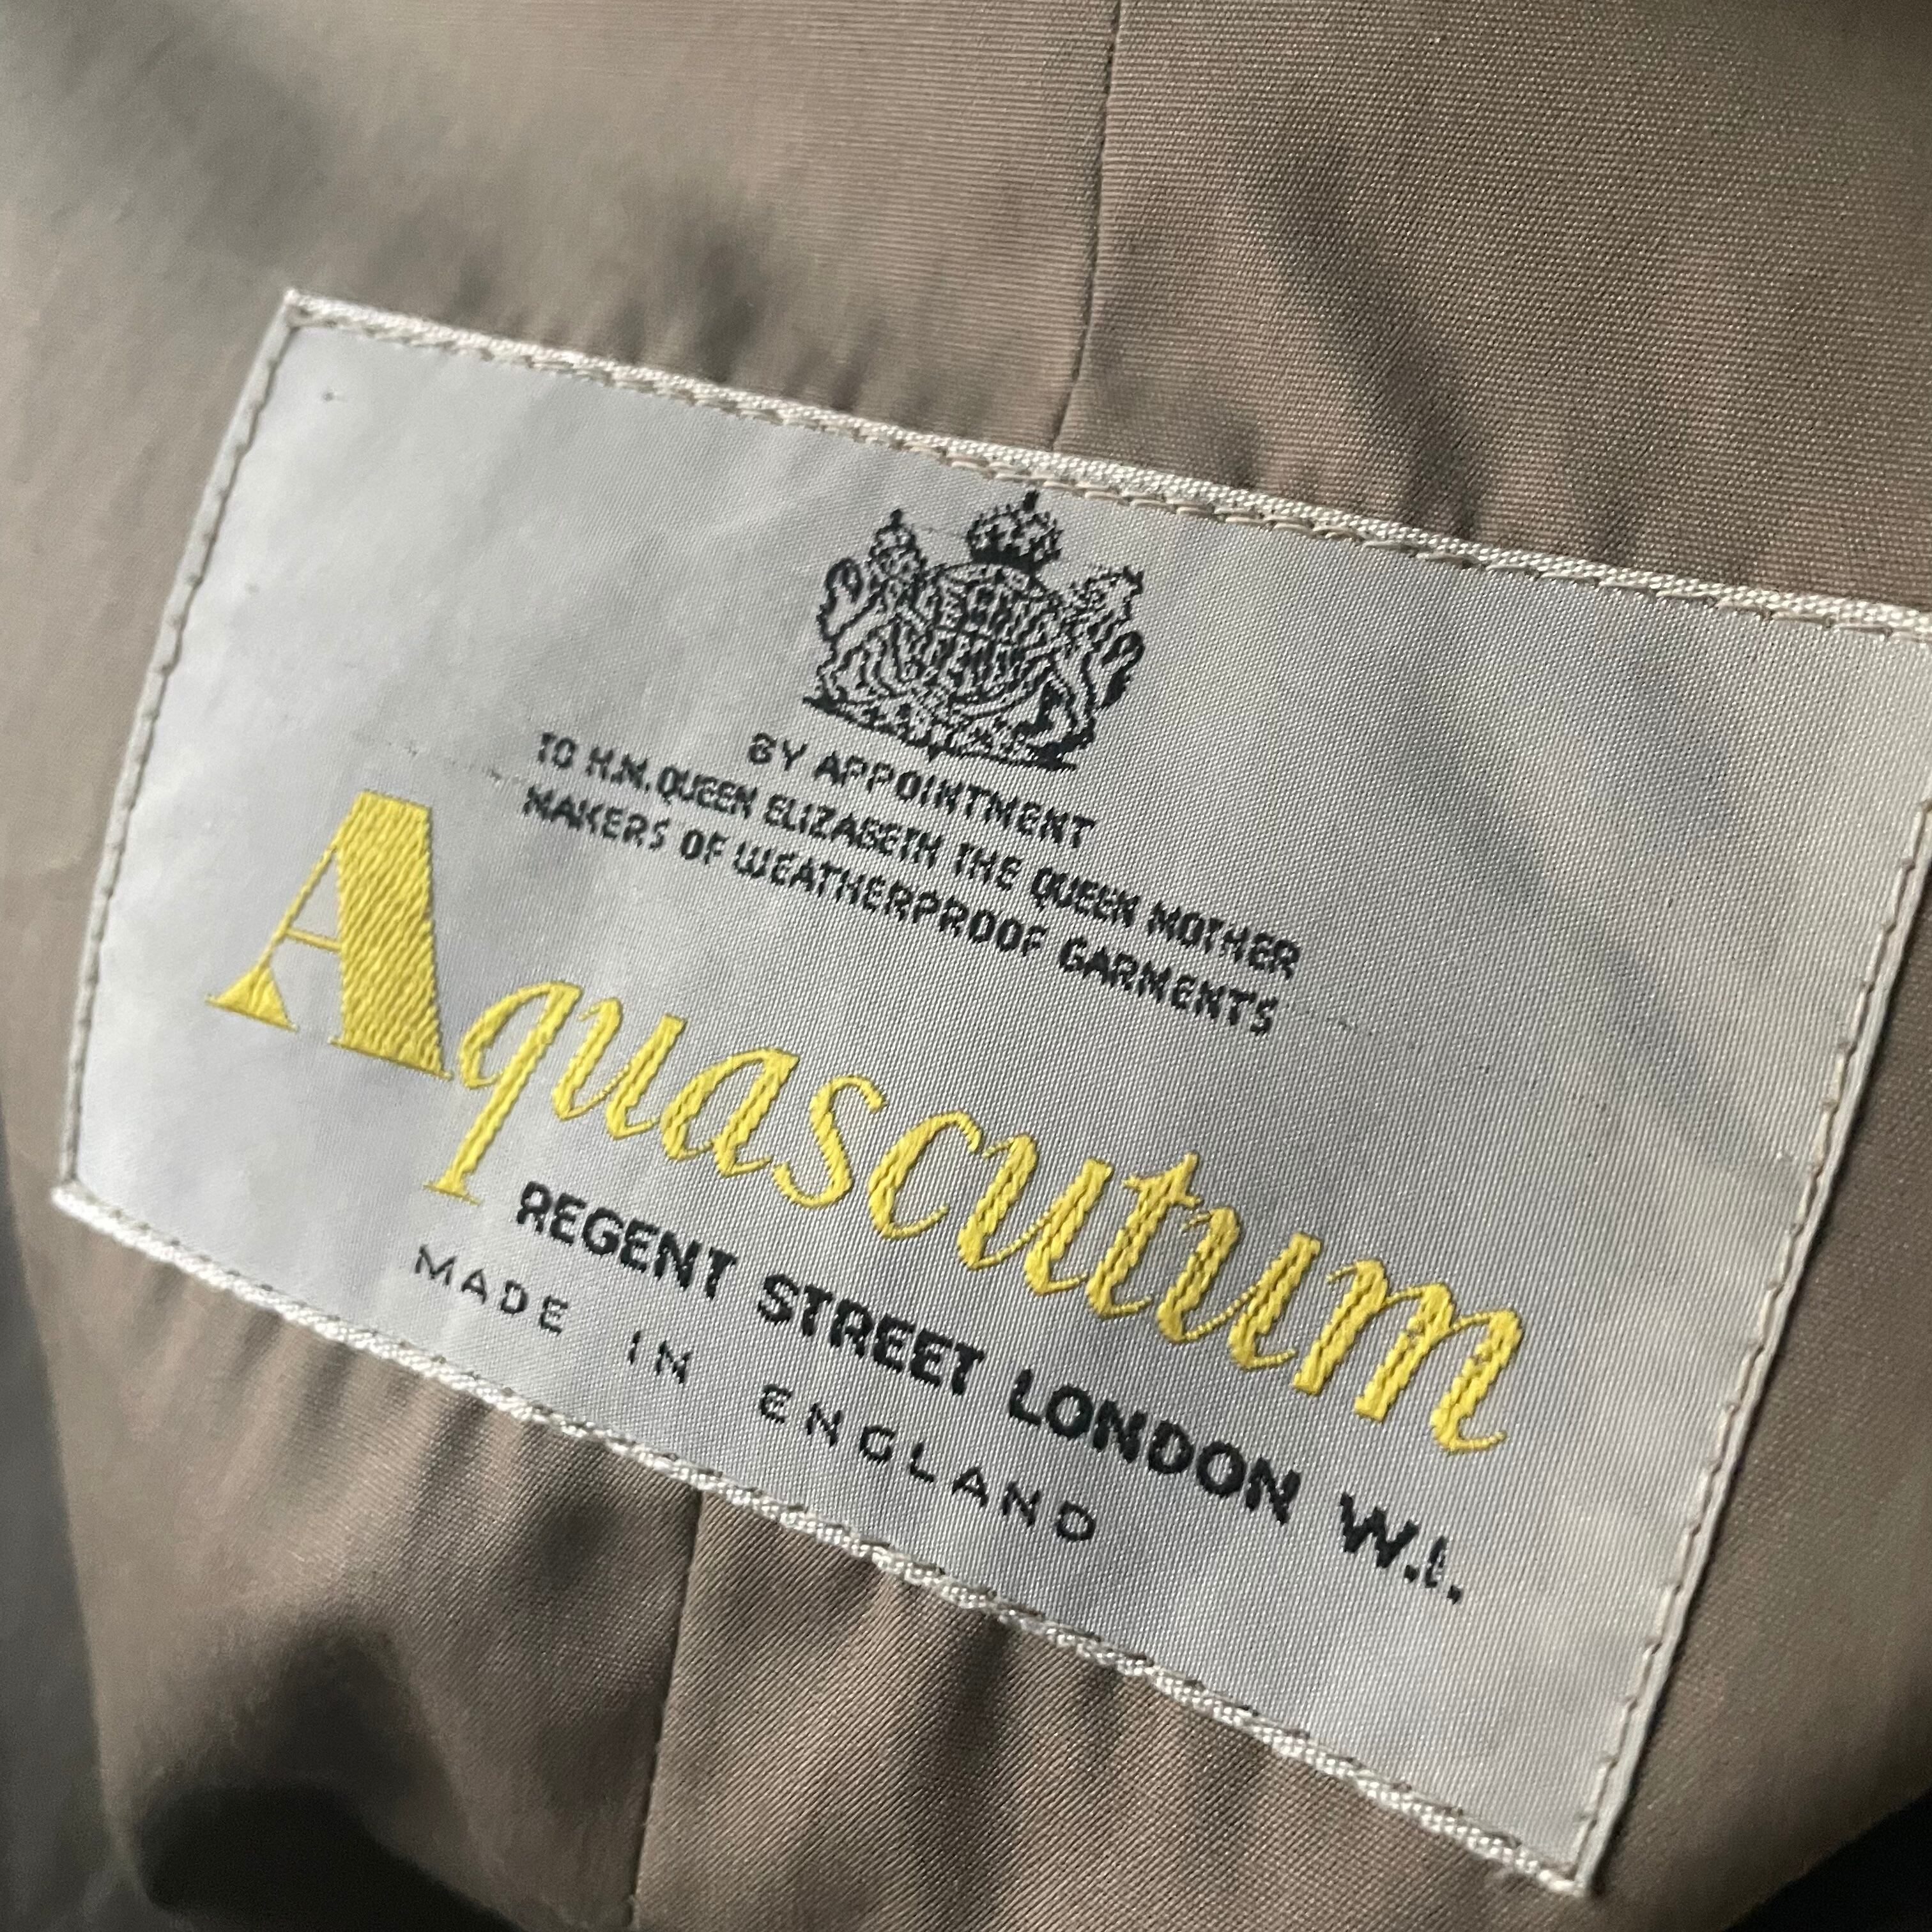 BY APPOINTMENT
TO H.M. QUEEN ELIZABETH THE QUEEN MOTHER
MAKERS OF WEATHERPROOF GARMENTS
Aquascutum
REGENT STREET LONDON W.I.
MADE IN ENGLAND